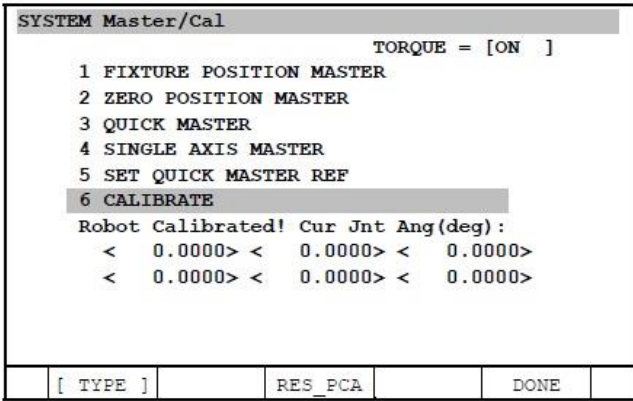 SYSTEM Master/Cal
TORQUE = [ON ]
1 FIXTURE POSITION MASTER
2 ZERO POSITION MASTER
3 QUICK MASTER
4 SINGLE AXIS MASTER
5 SET QUICK MASTER REF
6 CALIBRATE
Robot Calibrated! Cur Jnt Ang(deg):
< 0.0000> < 0.0000> < 0.0000>
< 0.0000> < 0.0000> < 0.0000>
[ TYPE ] RES_PCA DONE